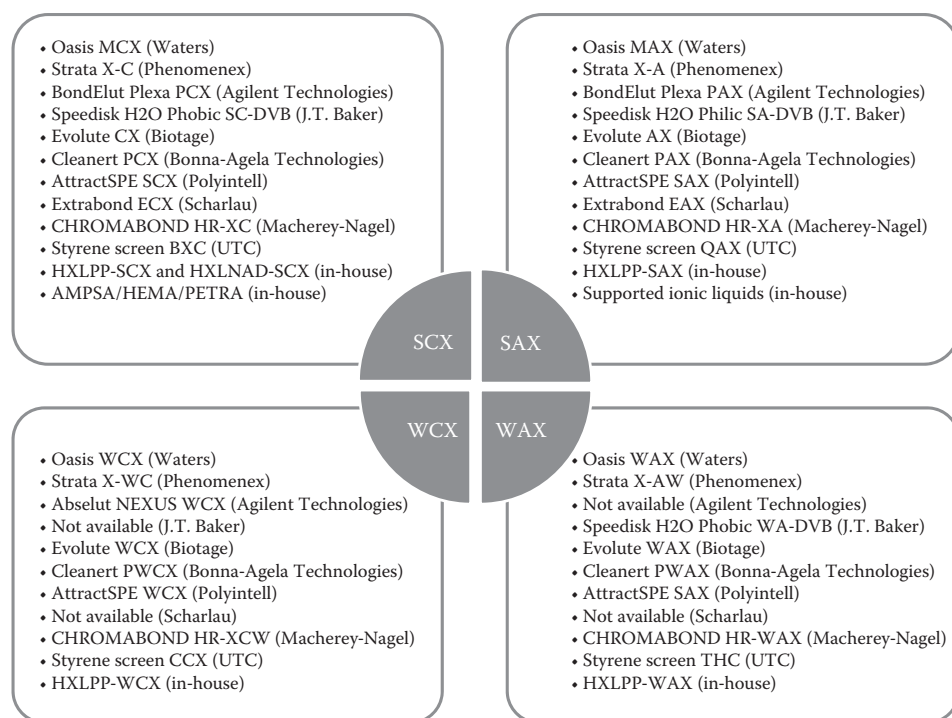 • Oasis MCX (Waters)
• Strata X-C (Phenomenex)
• BondElut Plexa PCX (Agilent Technologies)
• Speedisk H2O Phobic SC-DVB (J.T. Baker)
• Evolute CX (Biotage)
• Cleanert PCX (Bonna-Agela Technologies)
• AttractSPE SCX (Polyintell)
• Extrabond ECX (Scharlau)
• CHROMABOND HR-XC (Macherey-Nagel)
• Styrene screen BXC (UTC)
• HXLPP-SCX and HXLNAD-SCX (in-house)
• AMPSA/HEMA/PETRA (in-house)
• Oasis MAX (Waters)
• Strata X-A (Phenomenex)
• BondElut Plexa PAX (Agilent Technologies)
• Speedisk H2O Philic SA-DVB (J.T. Baker)
• Evolute AX (Biotage)
• Cleanert PAX (Bonna-Agela Technologies)
• AttractSPE SAX (Polyintell)
• Extrabond EAX (Scharlau)
• CHROMABOND HR-XA (Macherey-Nagel)
• Styrene screen QAX (UTC)
• HXLPP-SAX (in-house)
• Supported ionic liquids (in-house)
SCX
SAX
WCX
WAX
• Oasis WCX (Waters)
• Strata X-WC (Phenomenex)
• Abselut NEXUS WCX (Agilent Technologies)
• Not available (J.T. Baker)
• Evolute WCX (Biotage)
• Cleanert PWCX (Bonna-Agela Technologies)
• AttractSPE WCX (Polyintell)
• Not available (Scharlau)
• CHROMABOND HR-XCW (Macherey-Nagel)
• Styrene screen CCX (UTC)
• HXLPP-WCX (in-house)
• Oasis WAX (Waters)
• Strata X-AW (Phenomenex)
• Not available (Agilent Technologies)
• Speedisk H2O Phobic WA-DVB (J.T. Baker)
• Evolute WAX (Biotage)
• Cleanert PWAX (Bonna-Agela Technologies)
• AttractSPE SAX (Polyintell)
• Not available (Scharlau)
• CHROMABOND HR-WAX (Macherey-Nagel)
• Styrene screen THC (UTC)
• HXLPP-WAX (in-house)